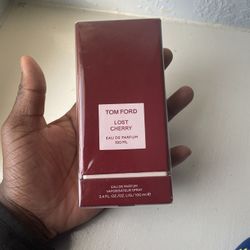 TOM FORD
LOST
CHERRY
EAU DE PARFUM
100 ML
EAU DE PARFUM
VAPORISATEUR SPRAY
3.4 FL.OZ./OZ. LIQ./100 ml e